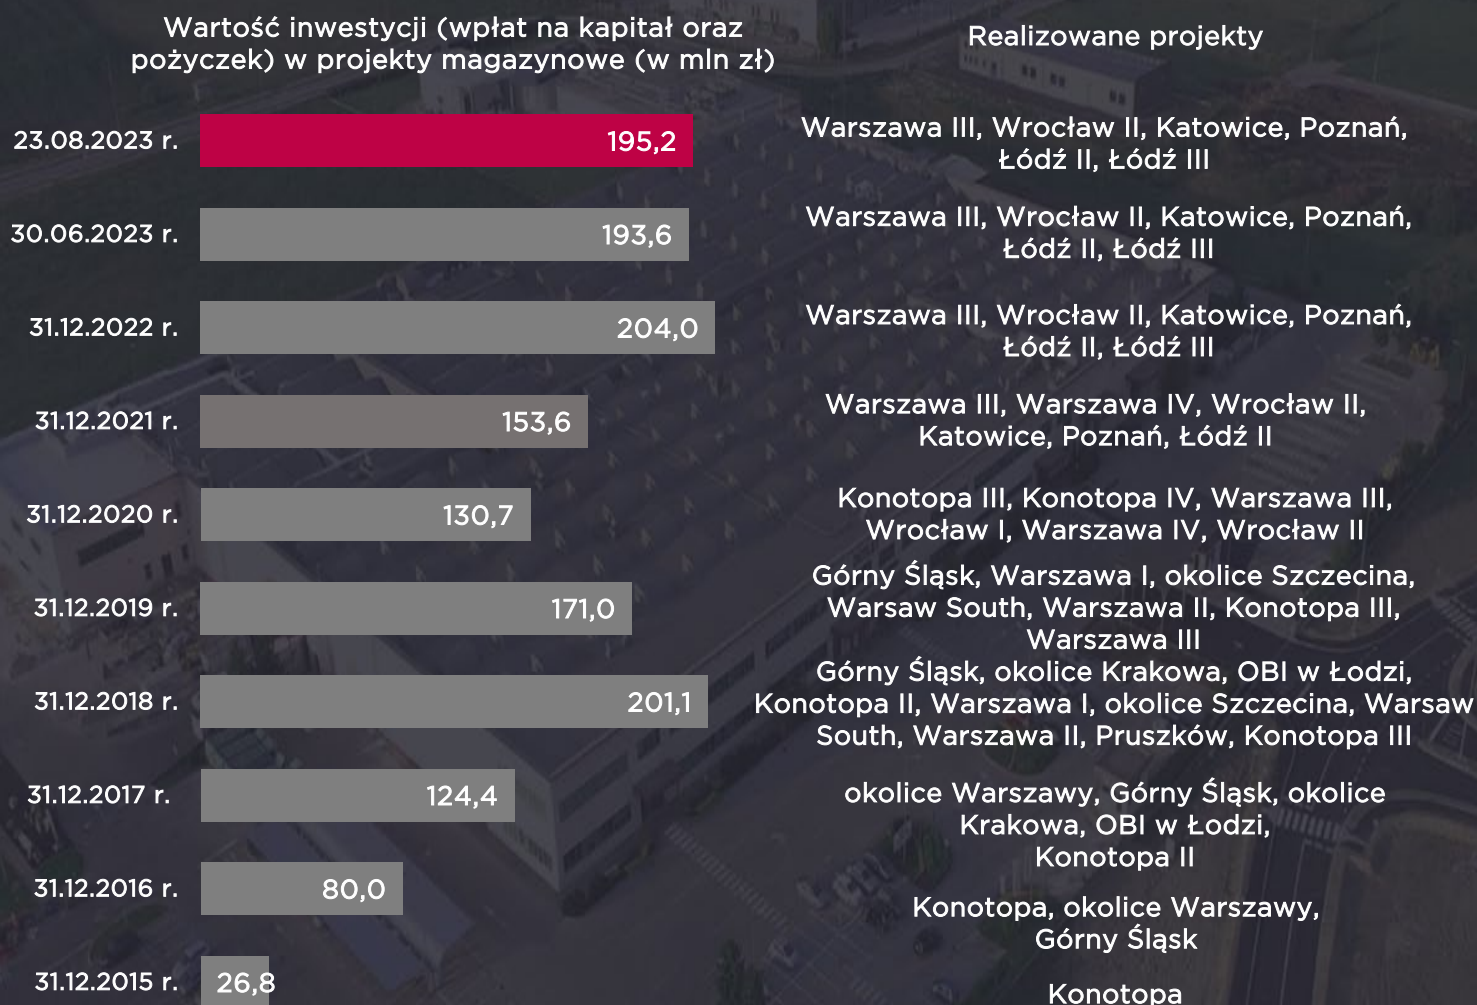 Wartość inwestycji (wpłat na kapitał oraz
pożyczek) w projekty magazynowe (w mln zł)
Realizowane projekty
23.08.2023 r.
195,2
Warszawa III, Wrocław II, Katowice, Poznań,
Łódź II, Łódź III
30.06.2023 r.
193,6
Warszawa III, Wrocław II, Katowice, Poznań,
Łódź II, Łódź III
31.12.2022 r.
204,0
Warszawa III, Wrocław II, Katowice, Poznań,
Łódź II, Łódź III
31.12.2021 r.
153,6
Warszawa III, Warszawa IV, Wrocław II,
Katowice, Poznań, Łódź II
31.12.2020 r.
130,7
Konotopa III, Konotopa IV, Warszawa III,
Wrocław I, Warszawa IV, Wrocław II
31.12.2019 r.
171,0
Górny Śląsk, Warszawa I, okolice Szczecina,
Warsaw South, Warszawa II, Konotopa III,
Warszawa III
31.12.2018 r.
201,1
Górny Śląsk, okolice Krakowa, OBI w Łodzi,
Konotopa II, Warszawa I, okolice Szczecina, Warsaw
South, Warszawa II, Pruszków, Konotopa III
31.12.2017 r.
124,4
okolice Warszawy, Górny Śląsk, okolice
Krakowa, OBI w Łodzi,
Konotopa II
31.12.2016 r.
80,0
Konotopa, okolice Warszawy,
Górny Śląsk
31.12.2015 r.
26,8
Konotopa